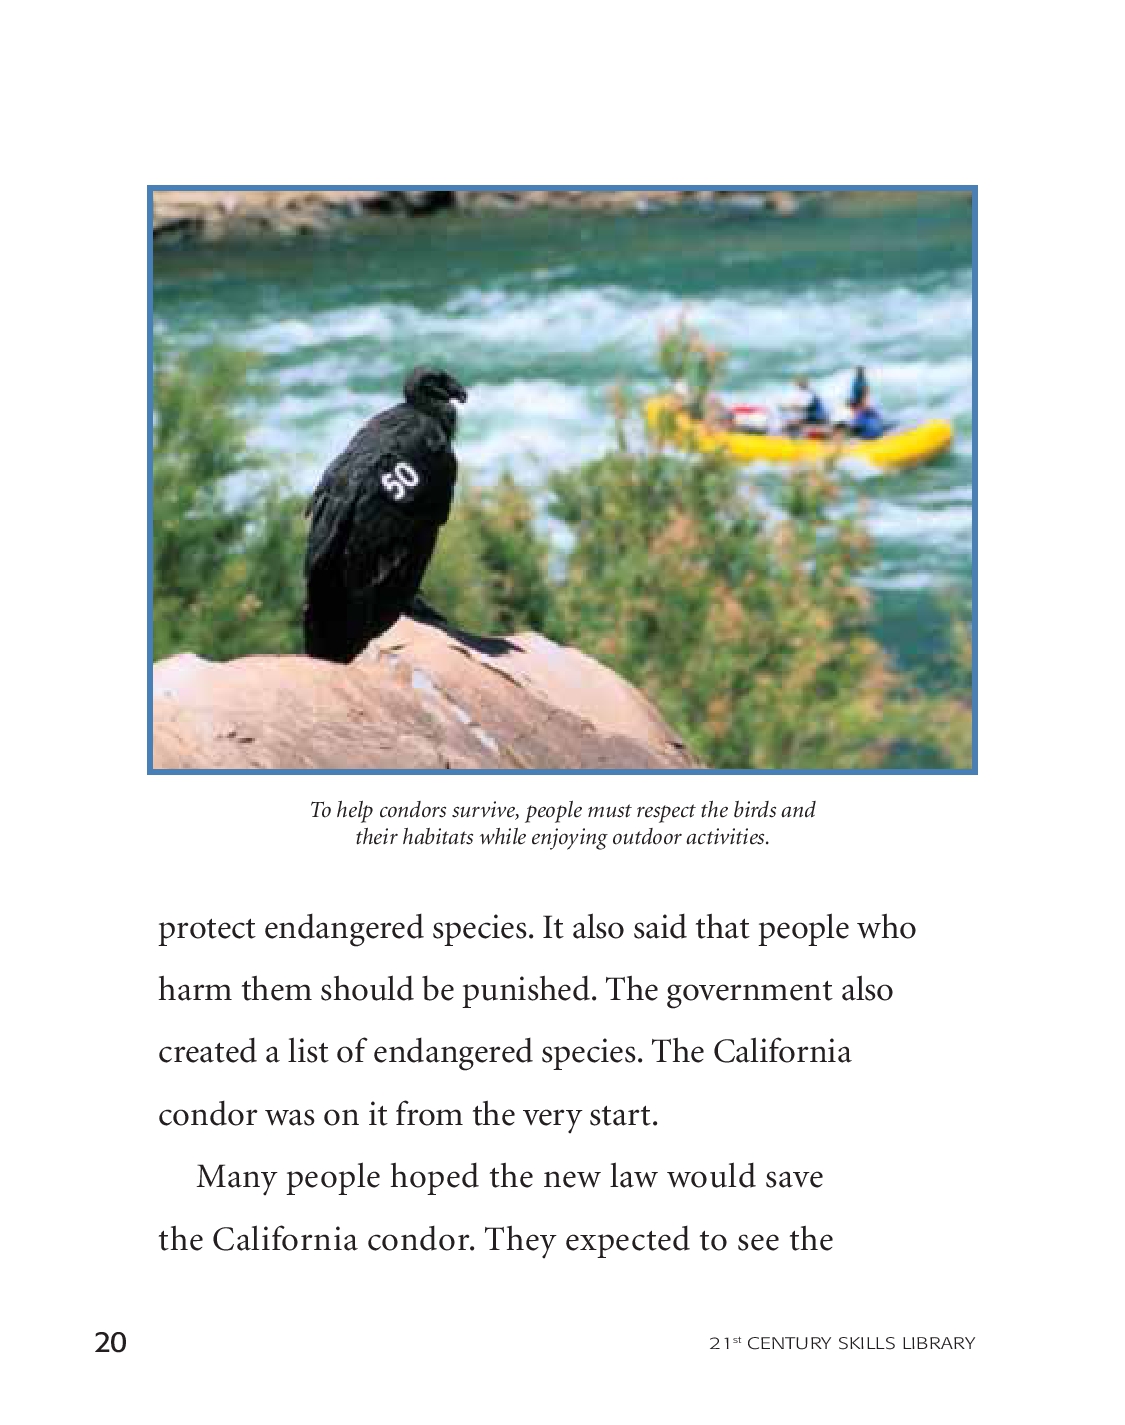 50
To help condors survive, people must respect the birds and
their habitats while enjoying outdoor activities.
protect endangered species. It also said that people who
harm them should be punished. The government also
created a list of endangered species. The California
condor was on it from the very start.
Many people hoped the new law would save
the California condor. They expected to see the
20
21st CENTURY SKILLS LIBRARY